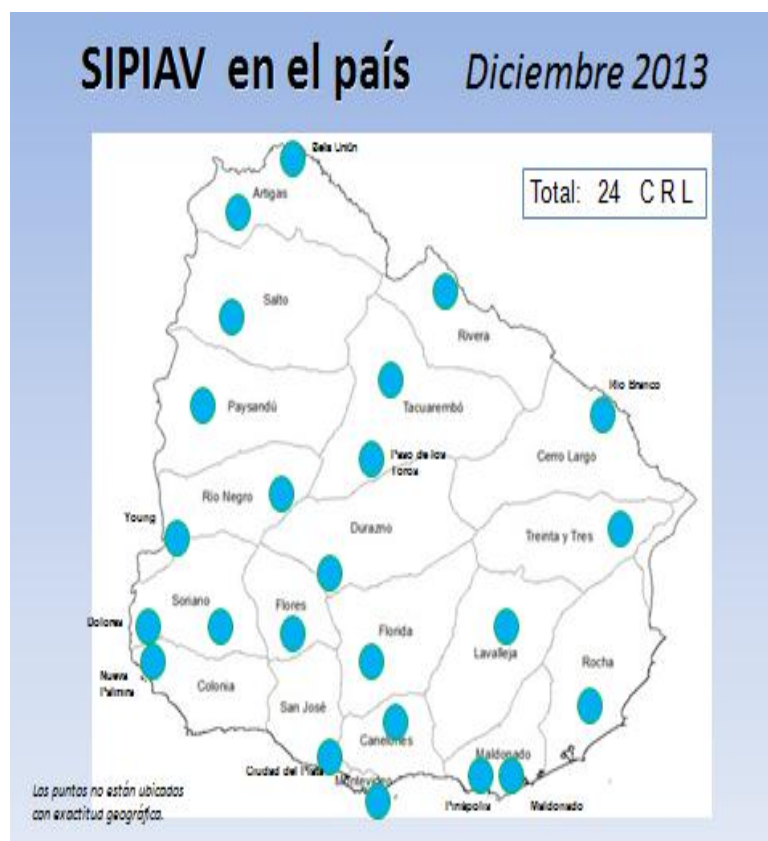 SIPIAV en el país Diciembre 2013
Total: 24 C R L
Bella Unión
Artigas
Salto
Rivera
Río Branco
Paysandú
Tacuarembó
Paso de los
Toros
Cerro Largo
Río Negro
Young
Durazno
Treinta y Tres
Soriano
Flores
Dolores
Florida
Lavalleja
Rocha
Nueva
Palmira
Colonia
San José
Canelones
Maldonado
Ciudad del Plata
Montevideo
Piriápolis
Maldonado
Los puntos no están ubicados
con exactitud geográfica.